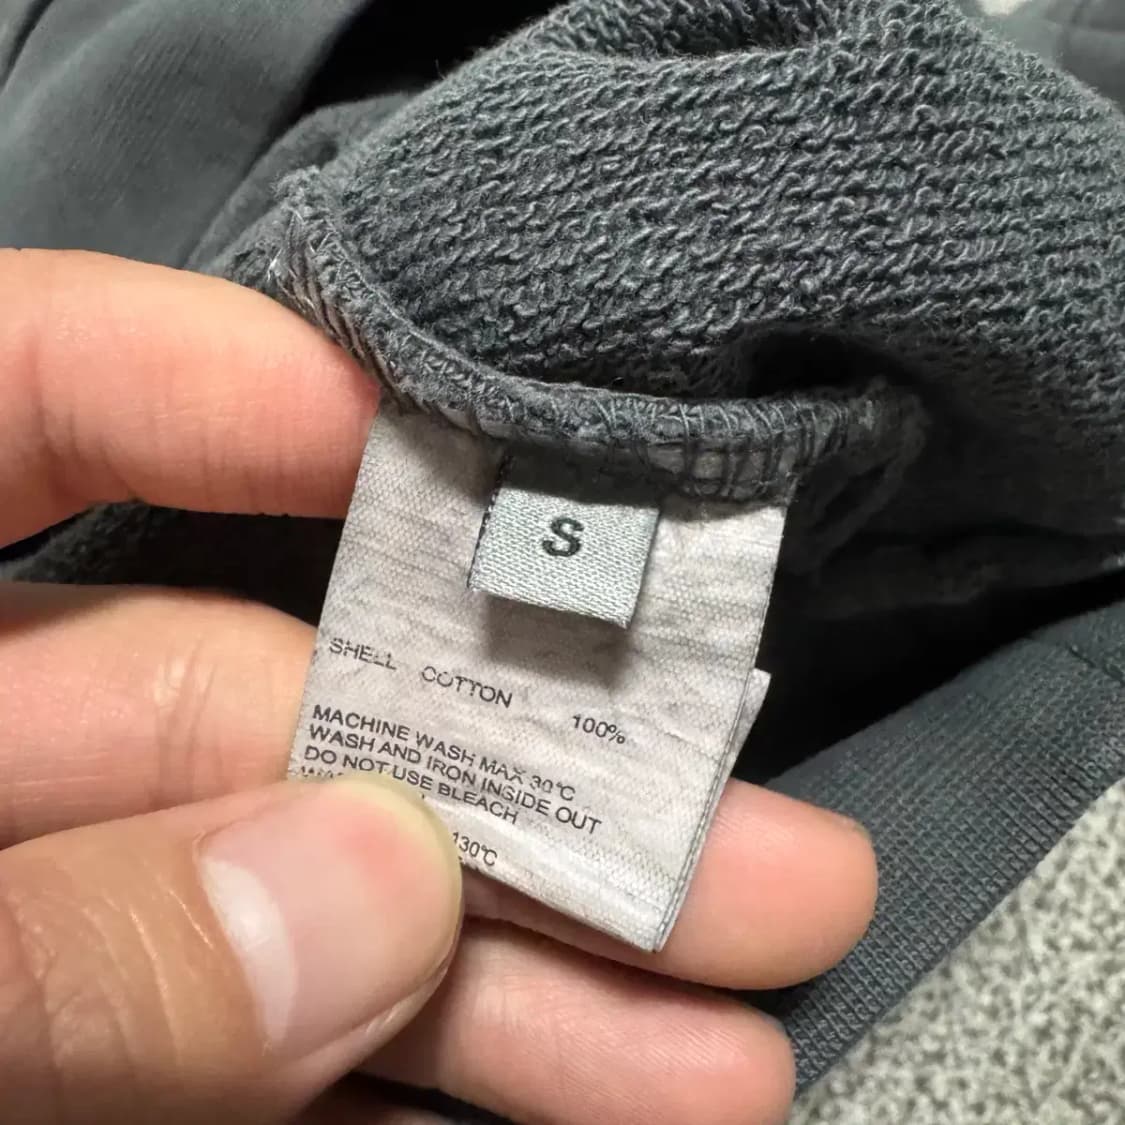 S
SHELL COTTON 100%
MACHINE WASH MAX 30°C
WASH AND IRON INSIDE OUT
DO NOT USE BLEACH
130°C